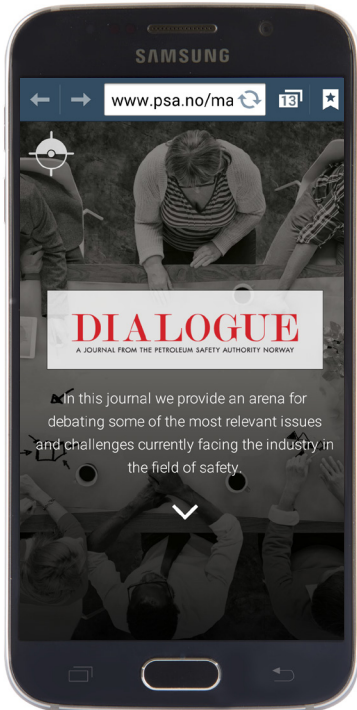 SAMSUNG
www.psa.no/ma
13
DIALOGUE
A JOURNAL FROM THE PETROLEUM SAFETY AUTHORITY NORWAY
In this journal we provide an arena for
debating some of the most relevant issues
and challenges currently facing the industry in
the field of safety.